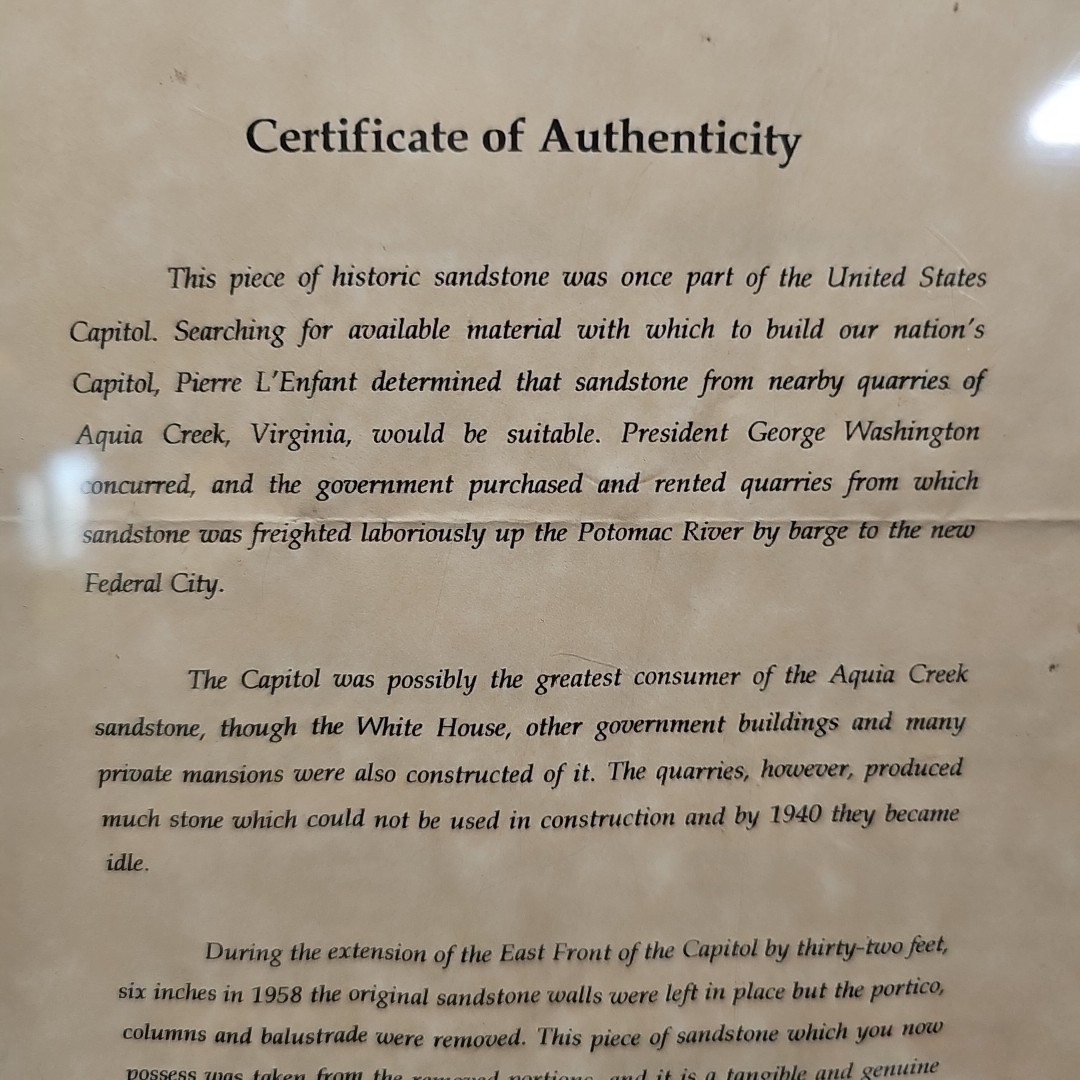 Certificate of Authenticity
This piece of historic sandstone was once part of the United States
Capitol. Searching for available material with which to build our nation's
Capitol, Pierre L'Enfant determined that sandstone from nearby quarries of
Aquia Creek, Virginia, would be suitable. President George Washington
concurred, and the government purchased and rented quarries from which
sandstone was freighted laboriously up the Potomac River by barge to the new
Federal City.
The Capitol was possibly the greatest consumer of the Aquia Creek
sandstone, though the White House, other government buildings and many
private mansions were also constructed of it. The quarries, however, produced
much stone which could not be used in construction and by 1940 they became
idle.
During the extension of the East Front of the Capitol by thirty-two feet,
six inches in 1958 the original sandstone walls were left in place but the portico,
columns and balustrade were removed. This piece of sandstone which you now
possess was taken from the removed portions, and it is a tangible and genuine